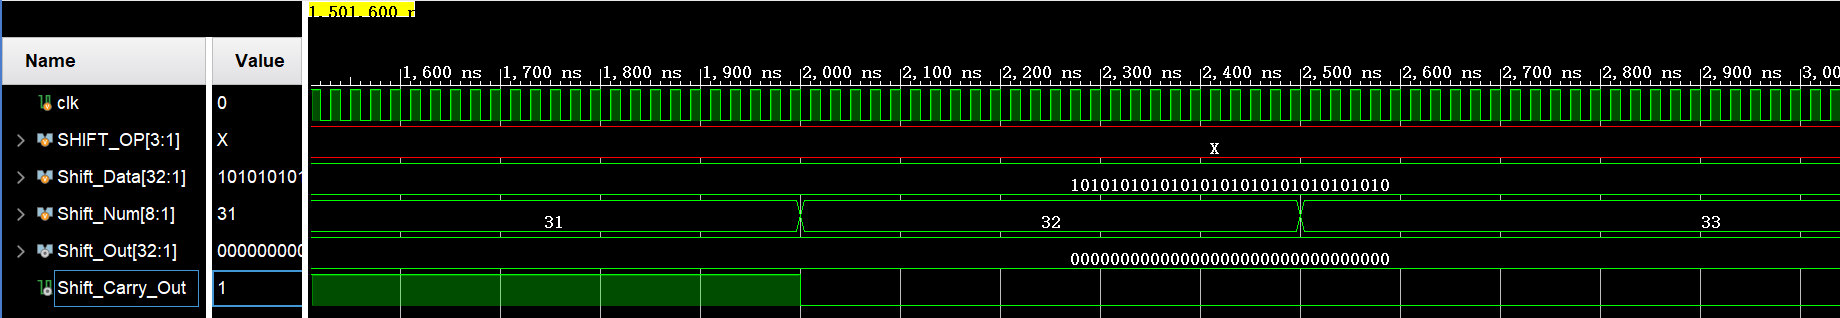 1,501.600 n
Name Value
1,600 ns 1,700 ns 1,800 ns 1,900 ns 2,000 ns 2,100 ns 2,200 ns 2,300 ns 2,400 ns 2,500 ns 2,600 ns 2,700 ns 2,800 ns 2,900 ns 3,00
clk 0
SHIFT_OP[3:1] X X
Shift_Data[32:1] 101010101 10101010101010101010101010101010
Shift_Num[8:1] 31 31 32 33
Shift_Out[32:1] 000000000 00000000000000000000000000000000
Shift_Carry_Out 1